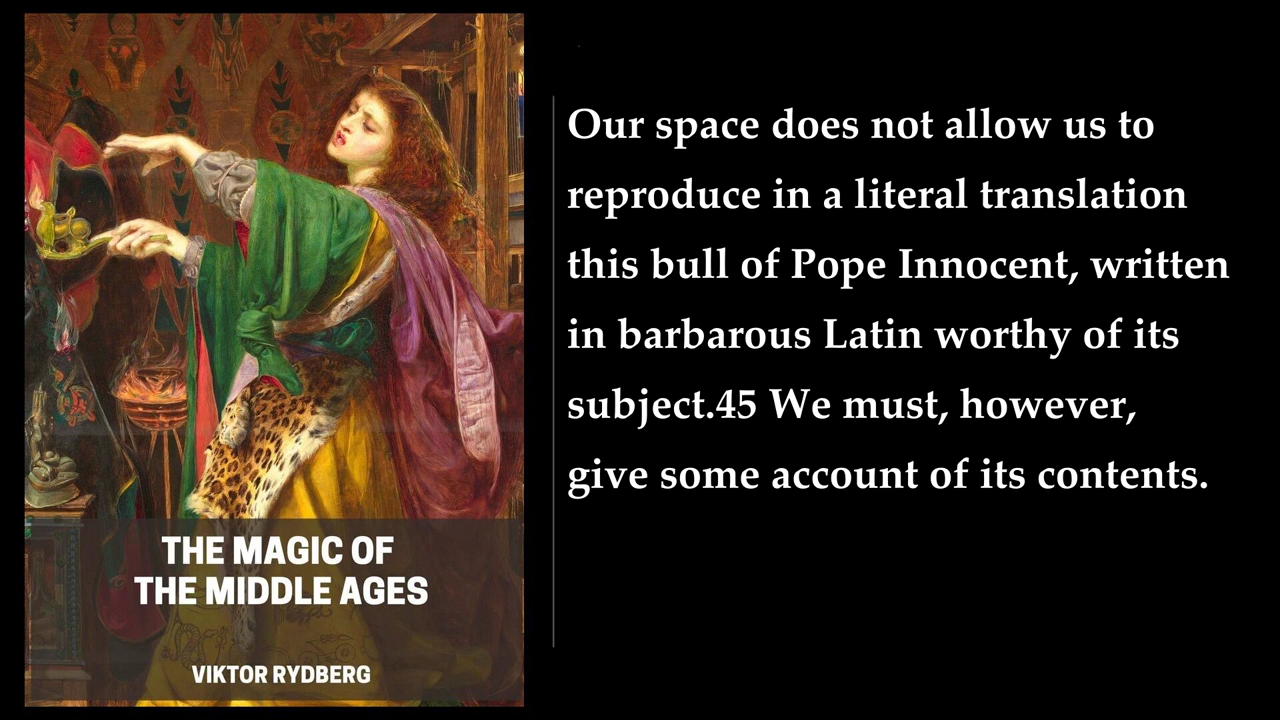 THE MAGIC OF
THE MIDDLE AGES
VIKTOR RYDBERG
Our space does not allow us to
reproduce in a literal translation
this bull of Pope Innocent, written
in barbarous Latin worthy of its
subject.45 We must, however,
give some account of its contents.